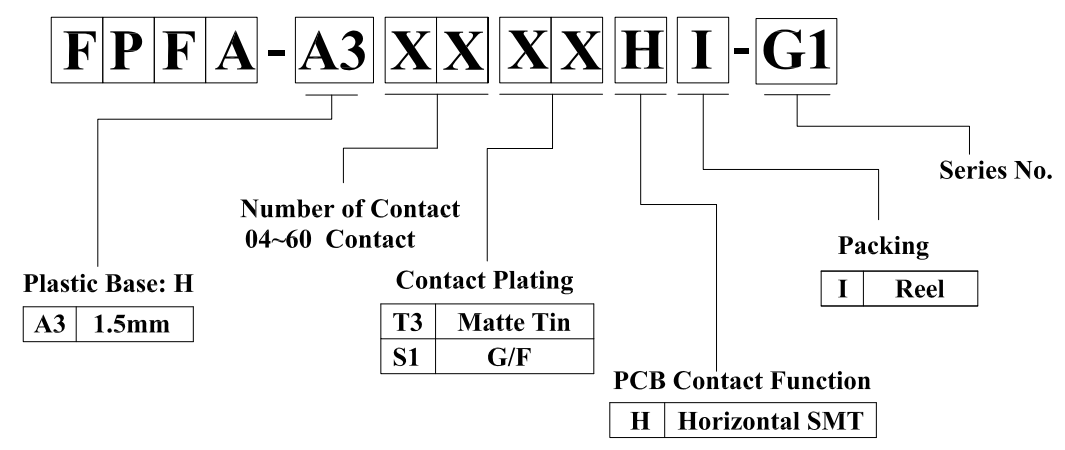 FPFA-A3XXXXHI-G1
Series No.
Number of Contact
04~60 Contact
Packing
I Reel
Plastic Base: H
A3 1.5mm
Contact Plating
T3 Matte Tin
S1 G/F
PCB Contact Function
H Horizontal SMT